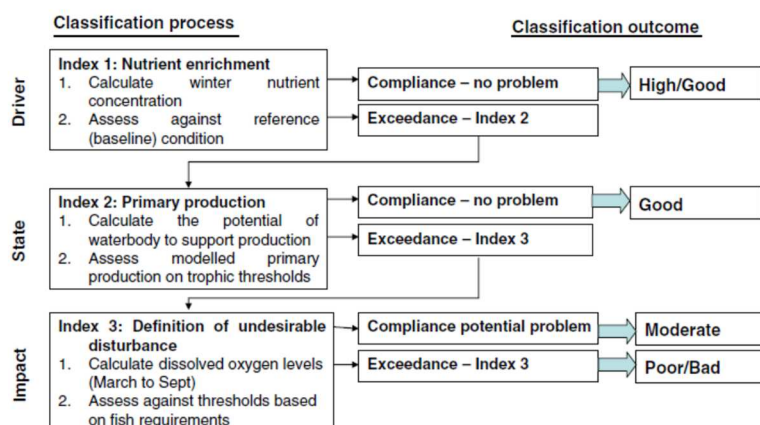 Classification process
Classification outcome
Driver
Index 1: Nutrient enrichment
1. Calculate winter nutrient
concentration
2. Assess against reference
(baseline) condition
Compliance – no problem
High/Good
Exceedance – Index 2
State
Index 2: Primary production
1. Calculate the potential of
waterbody to support production
2. Assess modelled primary
production on trophic thresholds
Compliance – no problem
Good
Exceedance – Index 3
Impact
Index 3: Definition of undesirable
disturbance
1. Calculate dissolved oxygen levels
(March to Sept)
2. Assess against thresholds based
on fish requirements
Compliance potential problem
Moderate
Exceedance – Index 3
Poor/Bad